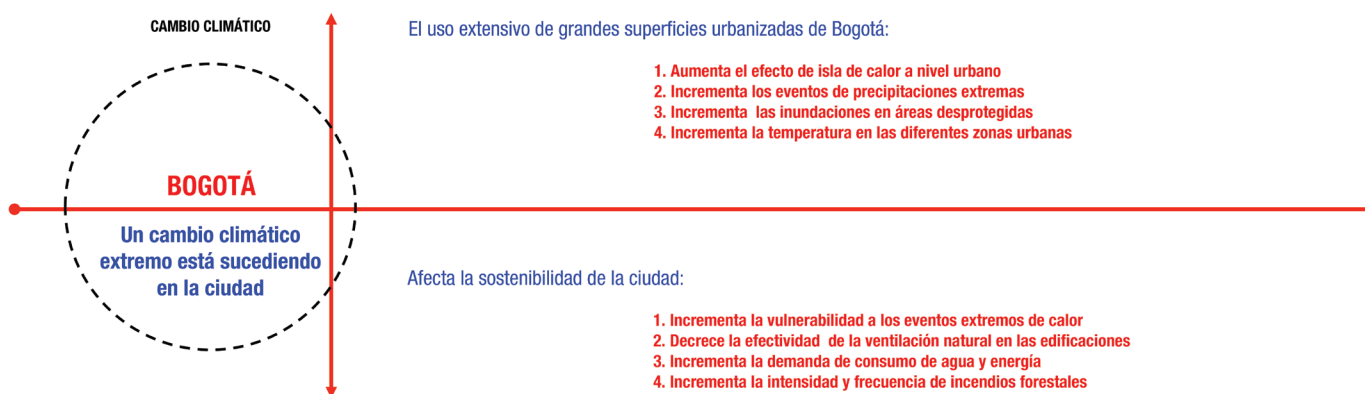 CAMBIO CLIMÁTICO
BOGOTÁ
Un cambio climático
extremo está sucediendo
en la ciudad
El uso extensivo de grandes superficies urbanizadas de Bogotá:
1. Aumenta el efecto de isla de calor a nivel urbano
2. Incrementa los eventos de precipitaciones extremas
3. Incrementa  las inundaciones en áreas desprotegidas
4. Incrementa la temperatura en las diferentes zonas urbanas
Afecta la sostenibilidad de la ciudad:
1. Incrementa la vulnerabilidad a los eventos extremos de calor
2. Decrece la efectividad  de la ventilación natural en las edificaciones
3. Incrementa la demanda de consumo de agua y energía
4. Incrementa la intensidad y frecuencia de incendios forestales